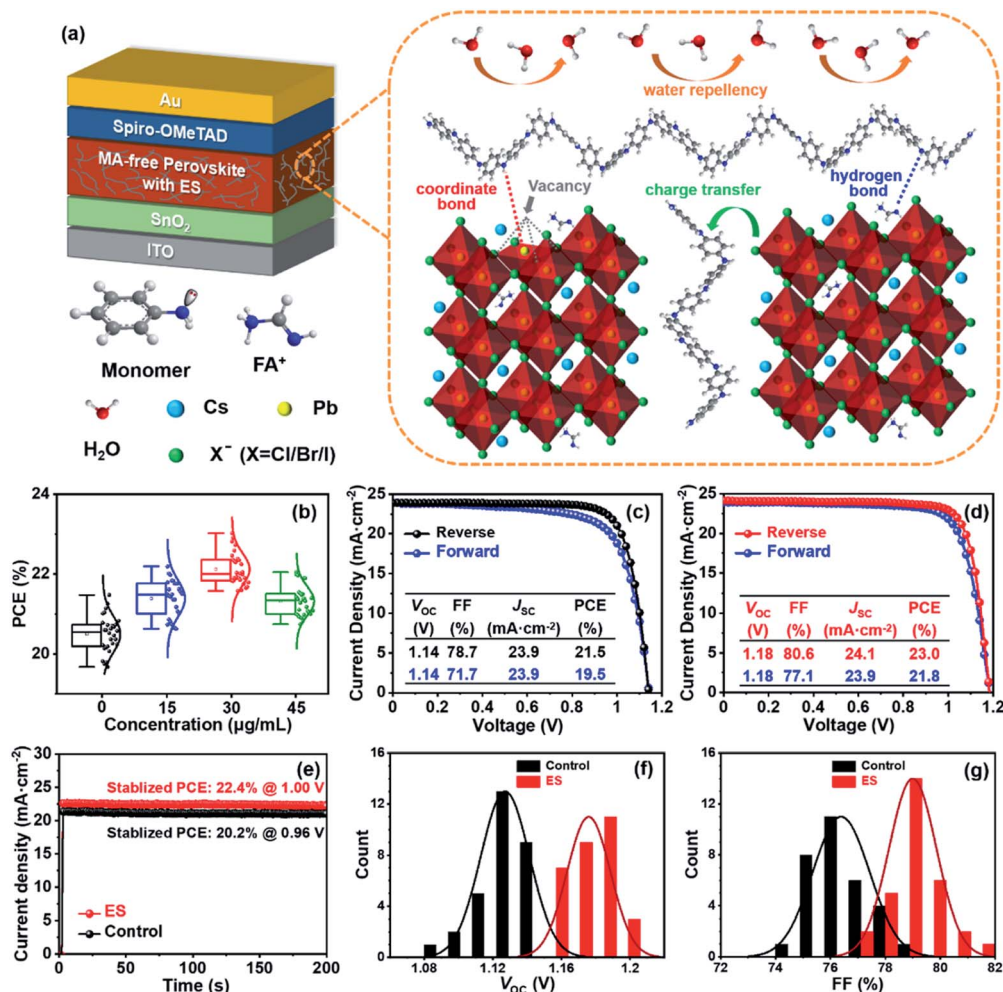 (a)
Au
Spiro-OMeTAD
MA-free Perovskite
with ES
SnO₂
ITO
Monomer
FA⁺
H₂O
Cs
Pb
X⁻ (X=Cl/Br/I)
water repellency
coordinate
bond
Vacancy
charge transfer
hydrogen
bond
(b)
PCE (%)
24
22
20
0 15 30 45
Concentration (µg/mL)
(c)
Current Density (mA·cm⁻²)
25
20
15
10
5
0
Reverse
Forward
V_OC FF J_SC PCE
(V) (%) (mA·cm⁻²) (%)
1.14 78.7 23.9 21.5
1.14 71.7 23.9 19.5
0 0.2 0.4 0.6 0.8 1 1.2
Voltage (V)
(d)
Current Density (mA·cm⁻²)
25
20
15
10
5
0
Reverse
Forward
V_OC FF J_SC PCE
(V) (%) (mA·cm⁻²) (%)
1.18 80.6 24.1 23.0
1.18 77.1 23.9 21.8
0 0.2 0.4 0.6 0.8 1 1.2
Voltage (V)
(e)
Current density (mA·cm⁻²)
30
25
20
15
10
5
0
Stablized PCE: 22.4% @ 1.00 V
Stablized PCE: 20.2% @ 0.96 V
ES
Control
0 50 100 150 200
Time (s)
(f)
Count
16
12
8
4
0
Control
ES
1.08 1.12 1.16 1.2
V_OC (V)
(g)
Count
16
12
8
4
0
Control
ES
72 74 76 78 80 82
FF (%)